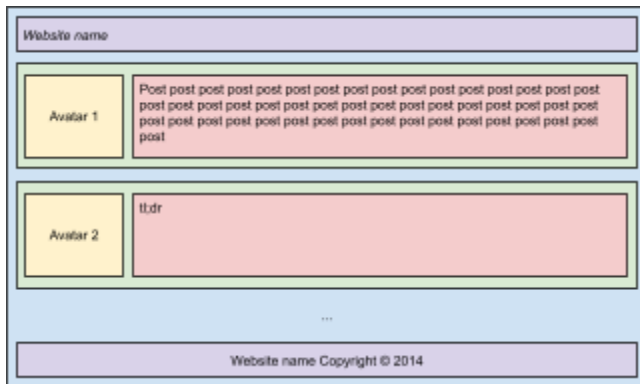 Website name
Avatar 1
Post post post post post post post post post post post post post post post post
post post post post post post post post post post post post post post post post
post post post post post post post post post post post post post post post post
post
Avatar 2
tl;dr
...
Website name Copyright © 2014